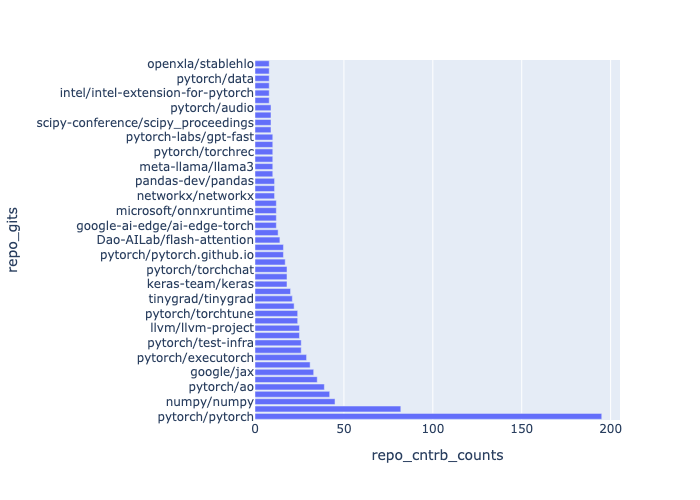 openxla/stablehlo
pytorch/data
intel/intel-extension-for-pytorch
pytorch/audio
scipy-conference/scipy_proceedings
pytorch-labs/gpt-fast
pytorch/torchrec
meta-llama/llama3
pandas-dev/pandas
networkx/networkx
microsoft/onnxruntime
google-ai-edge/ai-edge-torch
Dao-AILab/flash-attention
pytorch/pytorch.github.io
pytorch/torchchat
keras-team/keras
tinygrad/tinygrad
pytorch/torchtune
llvm/llvm-project
pytorch/test-infra
pytorch/executorch
google/jax
pytorch/ao
numpy/numpy
pytorch/pytorch
repo_gits
0 50 100 150 200
repo_cntrb_counts